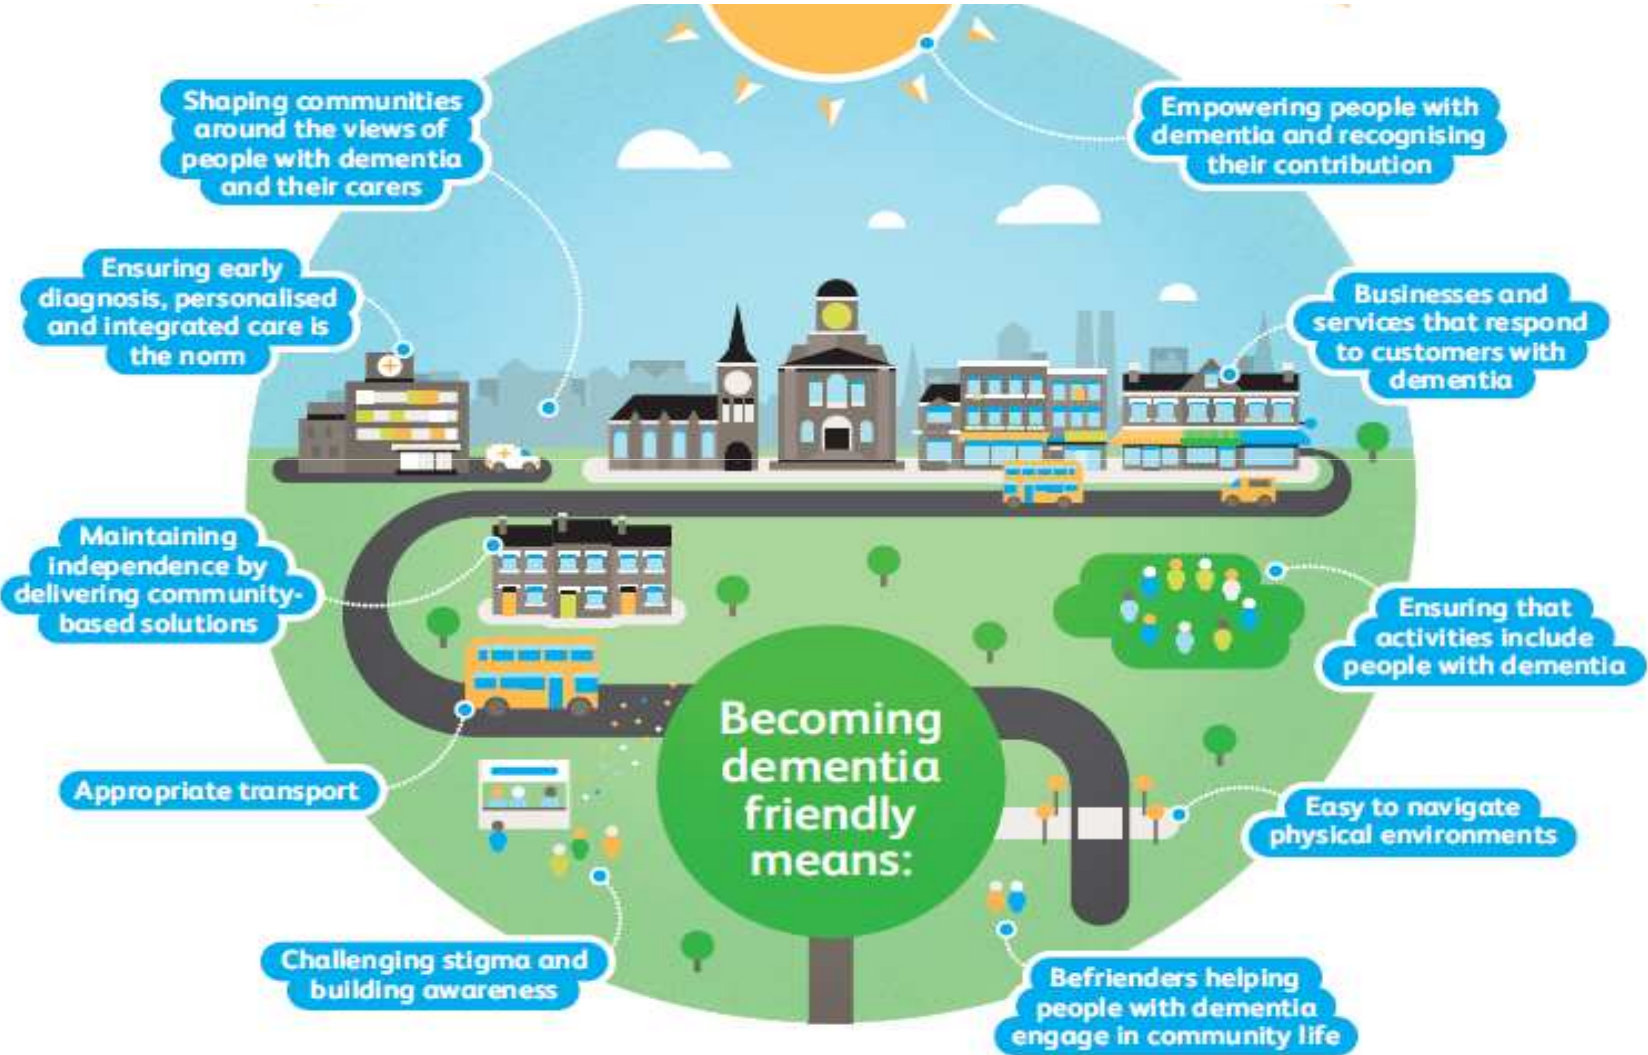 Shaping communities
around the views of
people with dementia
and their carers
Empowering people with
dementia and recognising
their contribution
Ensuring early
diagnosis, personalised
and integrated care is
the norm
Businesses and
services that respond
to customers with
dementia
Maintaining
independence by
delivering community-
based solutions
Ensuring that
activities include
people with dementia
Becoming
dementia
friendly
means:
Appropriate transport
Easy to navigate
physical environments
Challenging stigma and
building awareness
Befrienders helping
people with dementia
engage in community life